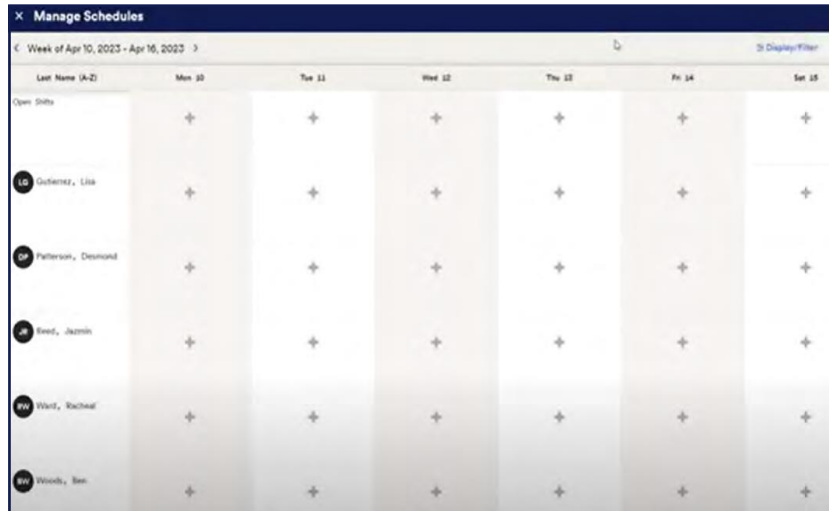 × Manage Schedules
< Week of Apr 10, 2023 - Apr 16, 2023 >
Display/Filter
Last Name (A-Z) Mon 10 Tue 11 Wed 12 Thu 13 Fri 14 Sat 15
Open Shifts
LG Gutierrez, Lisa
DP Patterson, Desmond
JR Reed, Jazmin
RW Ward, Racheal
BW Woods, Ben